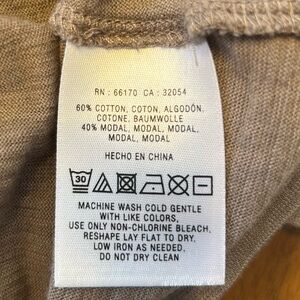 RN : 66170 CA : 32054
60% COTTON, COTON, ALGODÓN,
COTONE, BAUMWOLLE
40% MODAL, MODAL, MODAL,
MODAL, MODAL
HECHO EN CHINA
30
MACHINE WASH COLD GENTLE
WITH LIKE COLORS,
USE ONLY NON-CHLORINE BLEACH.
RESHAPE LAY FLAT TO DRY.
LOW IRON AS NEEDED.
DO NOT DRY CLEAN